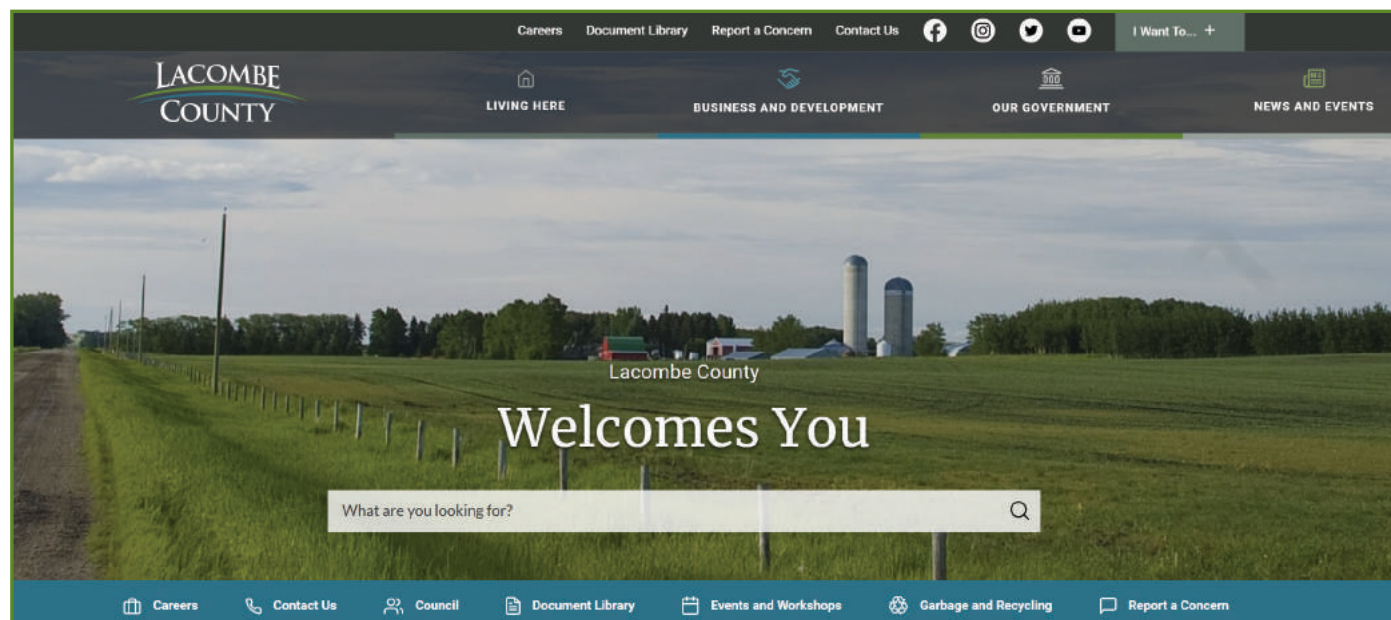 Careers Document Library Report a Concern Contact Us I Want To... +
LACOMBE
COUNTY
LIVING HERE BUSINESS AND DEVELOPMENT OUR GOVERNMENT NEWS AND EVENTS
Lacombe County
Welcomes You
What are you looking for?
Careers Contact Us Council Document Library Events and Workshops Garbage and Recycling Report a Concern